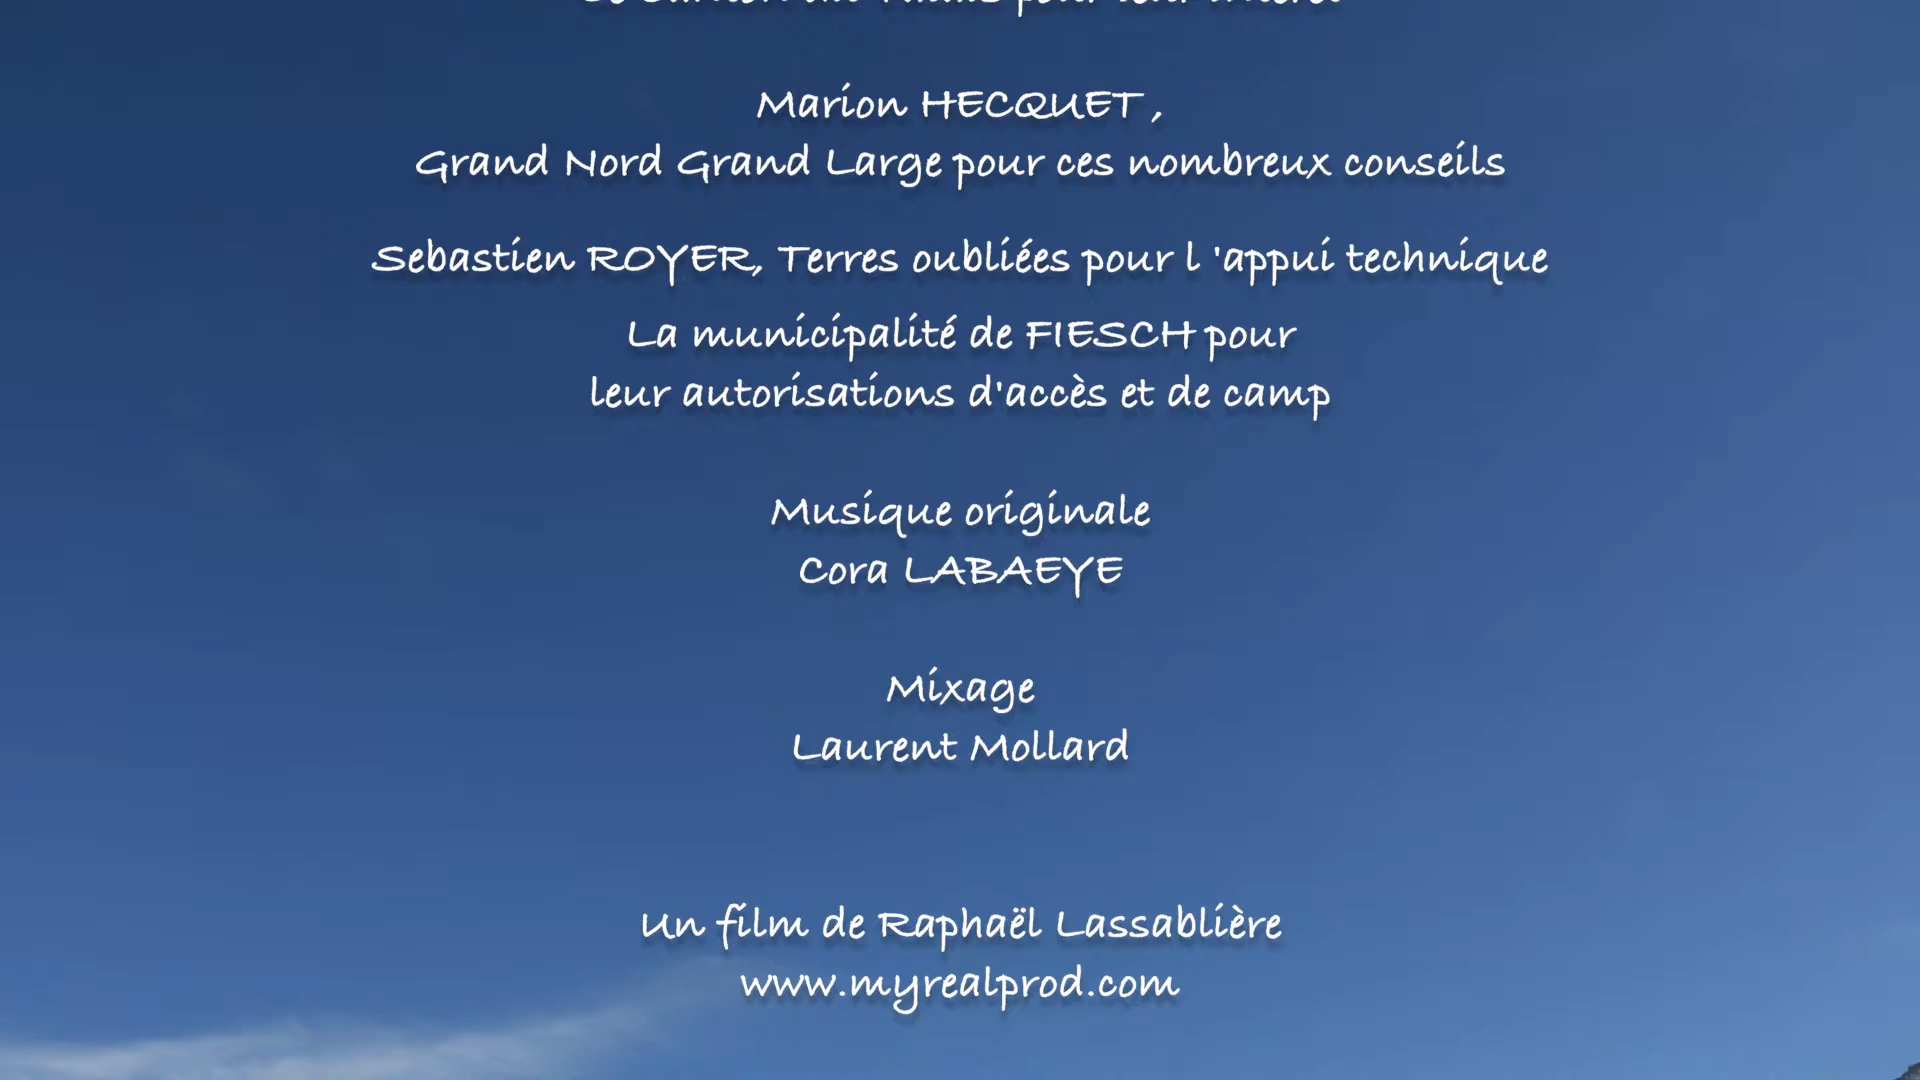 pour leur
Marion HECQUET ,
Grand Nord Grand Large pour ces nombreux conseils
Sebastien ROYER, Terres oubliées pour l 'appui technique
La municipalité de FIESCH pour
leur autorisations d'accès et de camp
Musique originale
Cora LABAEYE
Mixage
Laurent Mollard
Un film de Raphaël Lassablière
www.myrealprod.com